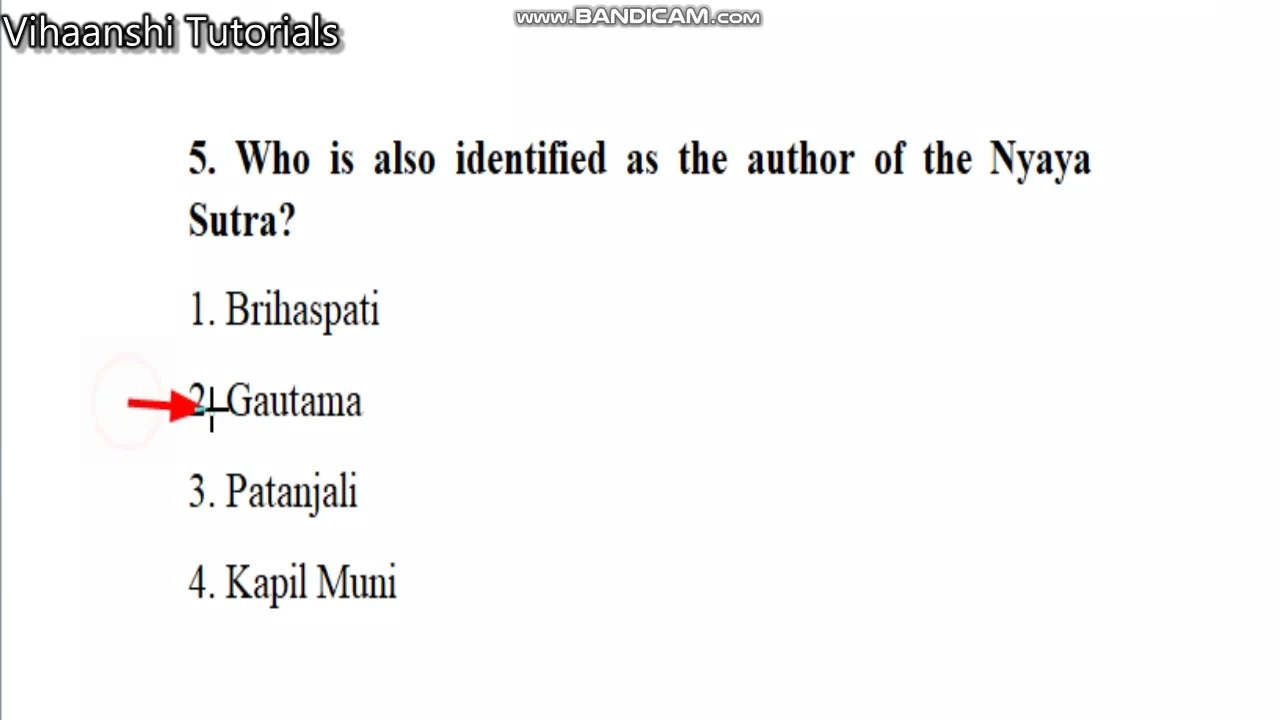 Vihaanshi Tutorials
www.BANDICAM.com
5. Who is also identified as the author of the Nyaya
Sutra?
1. Brihaspati
2. Gautama
3. Patanjali
4. Kapil Muni